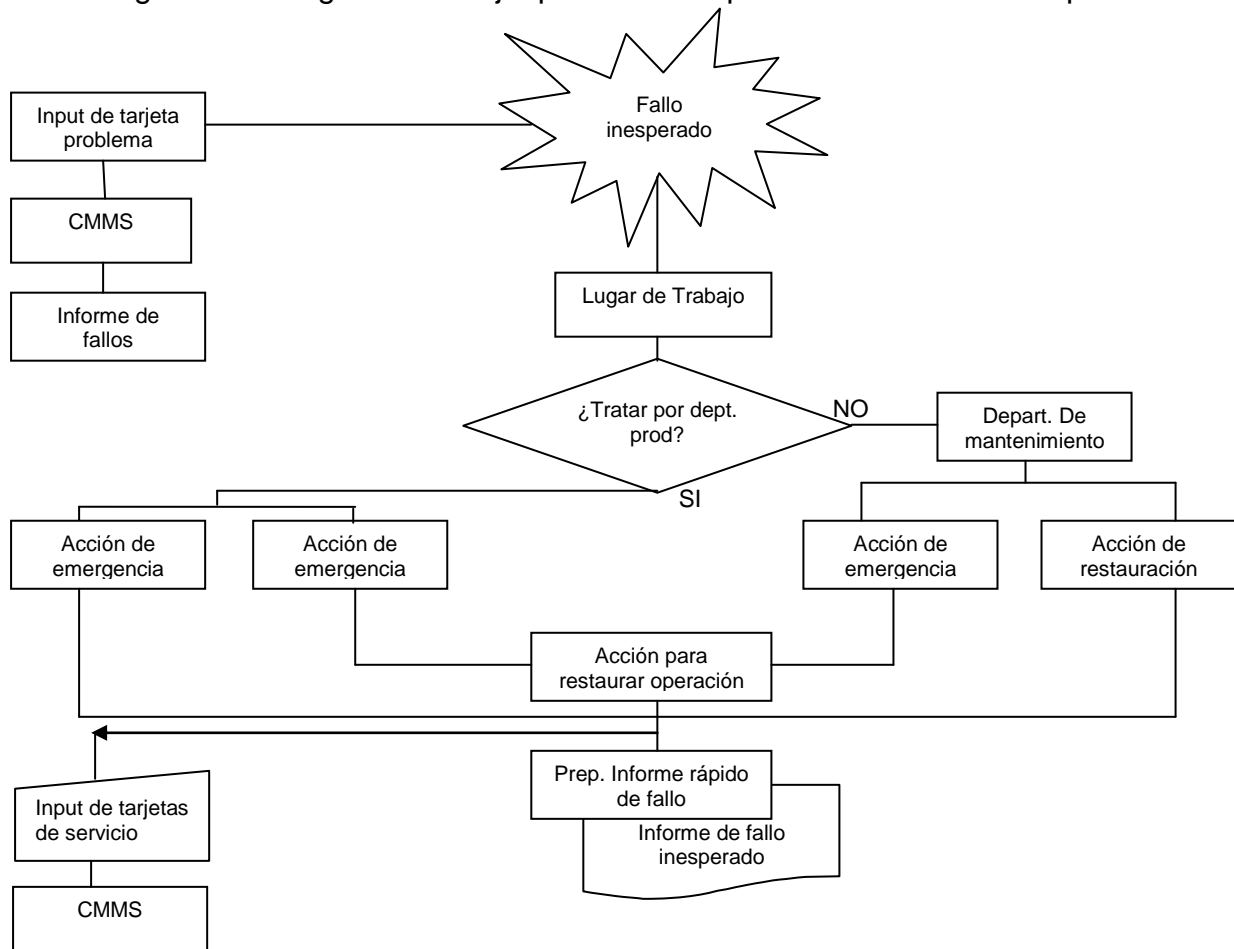 Fallo
inesperado
Input de tarjeta
problema
CMMS
Informe de
fallos
Lugar de Trabajo
¿Tratar por dept.
prod?
NO
Depart. De
mantenimiento
SI
Acción de
emergencia
Acción de
emergencia
Acción de
emergencia
Acción de
restauración
Acción para
restaurar operación
Prep. Informe rápido
de fallo
Informe de fallo
inesperado
Input de tarjetas
de servicio
CMMS